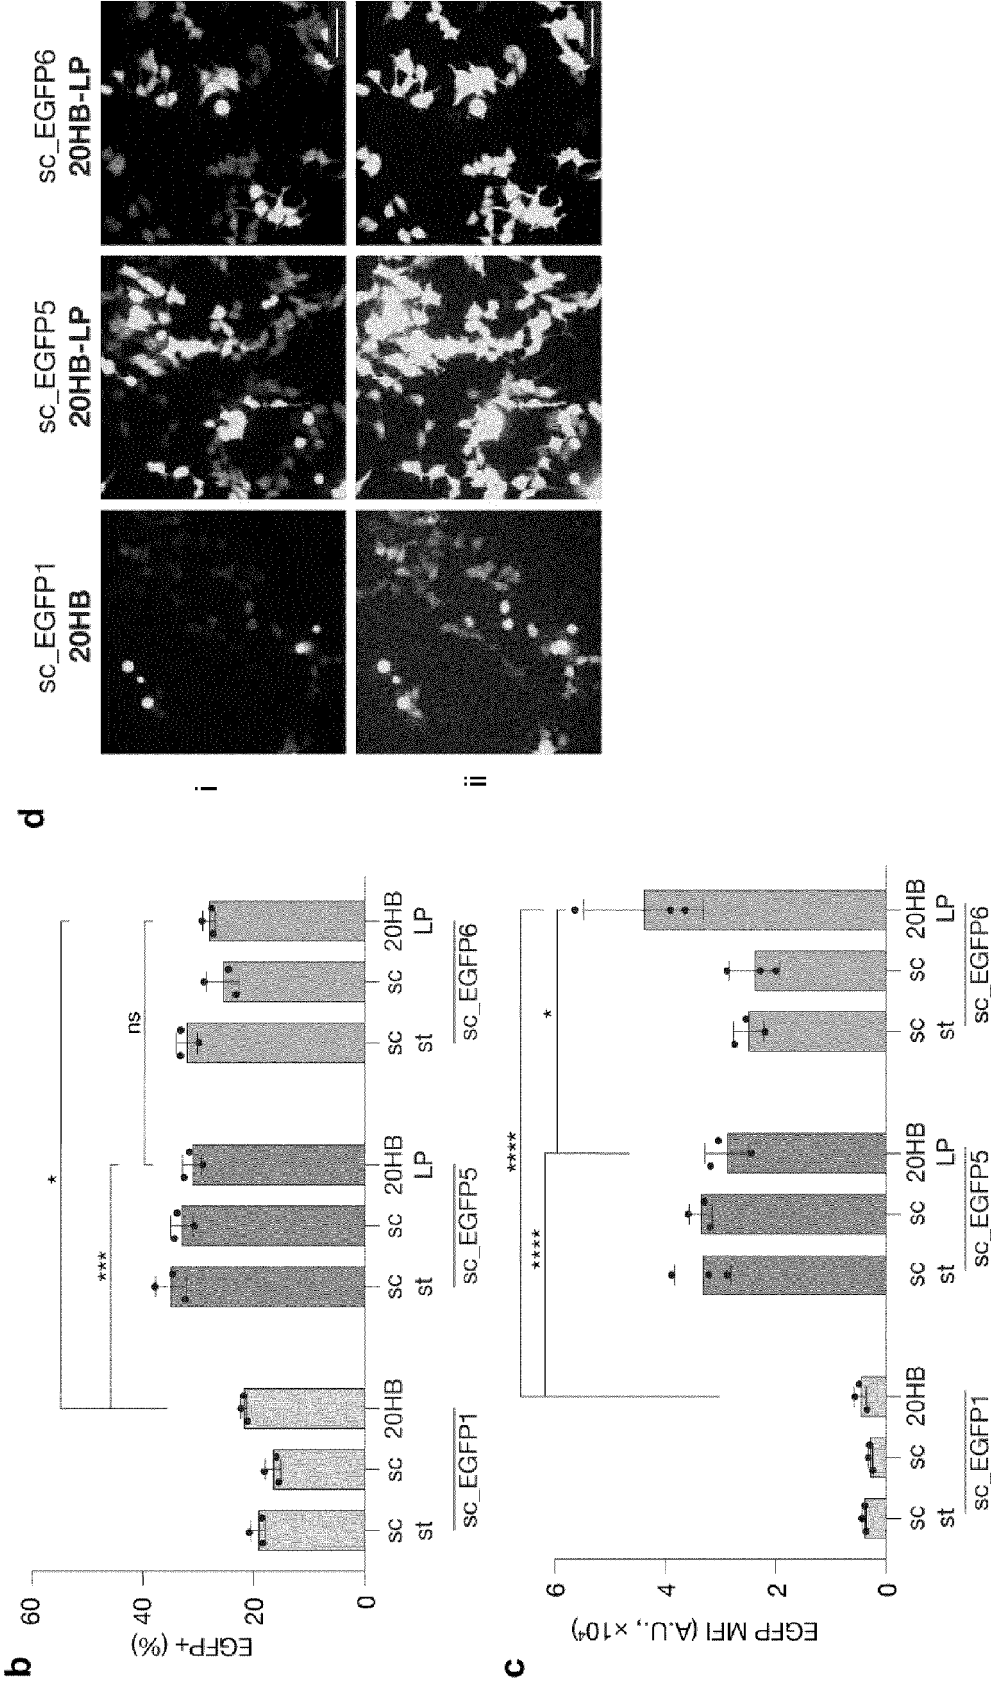 b
EGFP+ (%)
60
40
20
0
*
***
ns
sc st
sc
20HB
sc st
sc
20HB LP
sc st
sc
20HB LP
sc_EGFP1
sc_EGFP5
sc_EGFP6
c
EGFP MFI (A.U., ×10⁴)
6
4
2
0
****
****
*
sc st
sc
20HB
sc st
sc
20HB LP
sc st
sc
20HB LP
sc_EGFP1
sc_EGFP5
sc_EGFP6
d
sc_EGFP1
20HB
sc_EGFP5
20HB-LP
sc_EGFP6
20HB-LP
i
ii